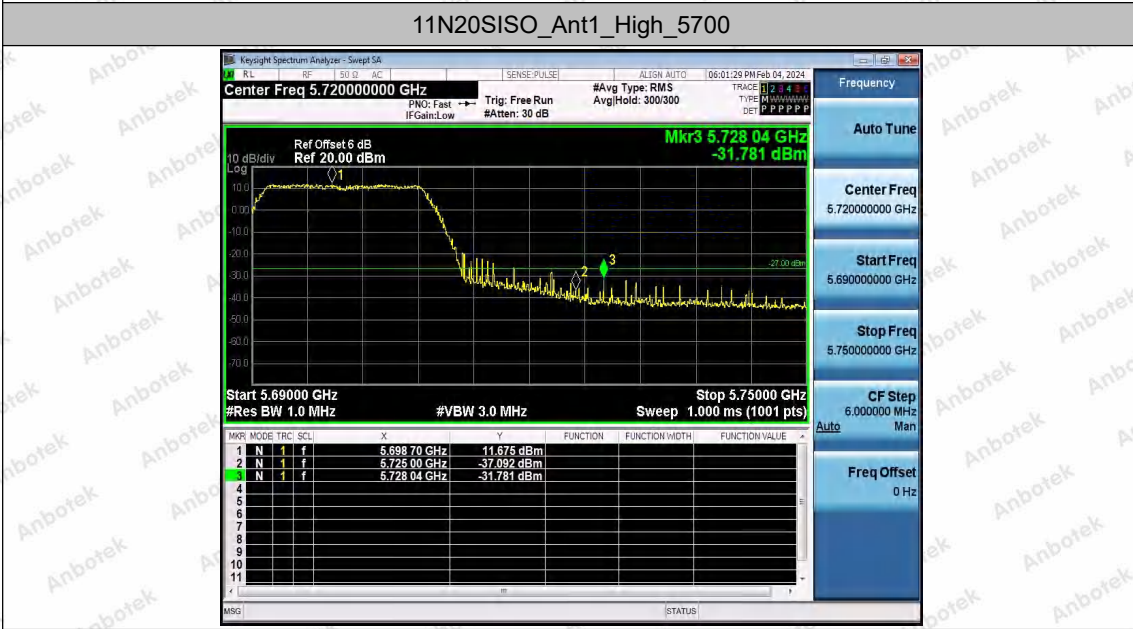 11N20SISO_Ant1_High_5700
Keysight Spectrum Analyzer - Swept SA
RL RF 50 Ω AC SENSE:PULSE ALIGN AUTO 06:01:29 PM Feb 04, 2024
Center Freq 5.720000000 GHz
PNO: Fast
IFGain:Low
Trig: Free Run
#Atten: 30 dB
#Avg Type: RMS
Avg|Hold: 300/300
TRACE 1 2 3 4 5 6
TYPE M W W W W W
DET P P P P P P
Mkr3 5.728 04 GHz
-31.781 dBm
Ref Offset 6 dB
10 dB/div Ref 20.00 dBm
Log
10.0
0.00
-10.0
-20.0
-30.0
-40.0
-50.0
-60.0
-70.0
1
2
3
-27.00 dBm
Start 5.69000 GHz Stop 5.75000 GHz
#Res BW 1.0 MHz #VBW 3.0 MHz Sweep 1.000 ms (1001 pts)
MKR MODE TRC SCL X Y FUNCTION FUNCTION WIDTH FUNCTION VALUE
1 N 1 f 5.698 70 GHz 11.675 dBm
2 N 1 f 5.725 00 GHz -37.092 dBm
3 N 1 f 5.728 04 GHz -31.781 dBm
4
5
6
7
8
9
10
11
MSG STATUS
Frequency
Auto Tune
Center Freq
5.720000000 GHz
Start Freq
5.690000000 GHz
Stop Freq
5.750000000 GHz
CF Step
6.000000 MHz
Auto Man
Freq Offset
0 Hz
Anbotek